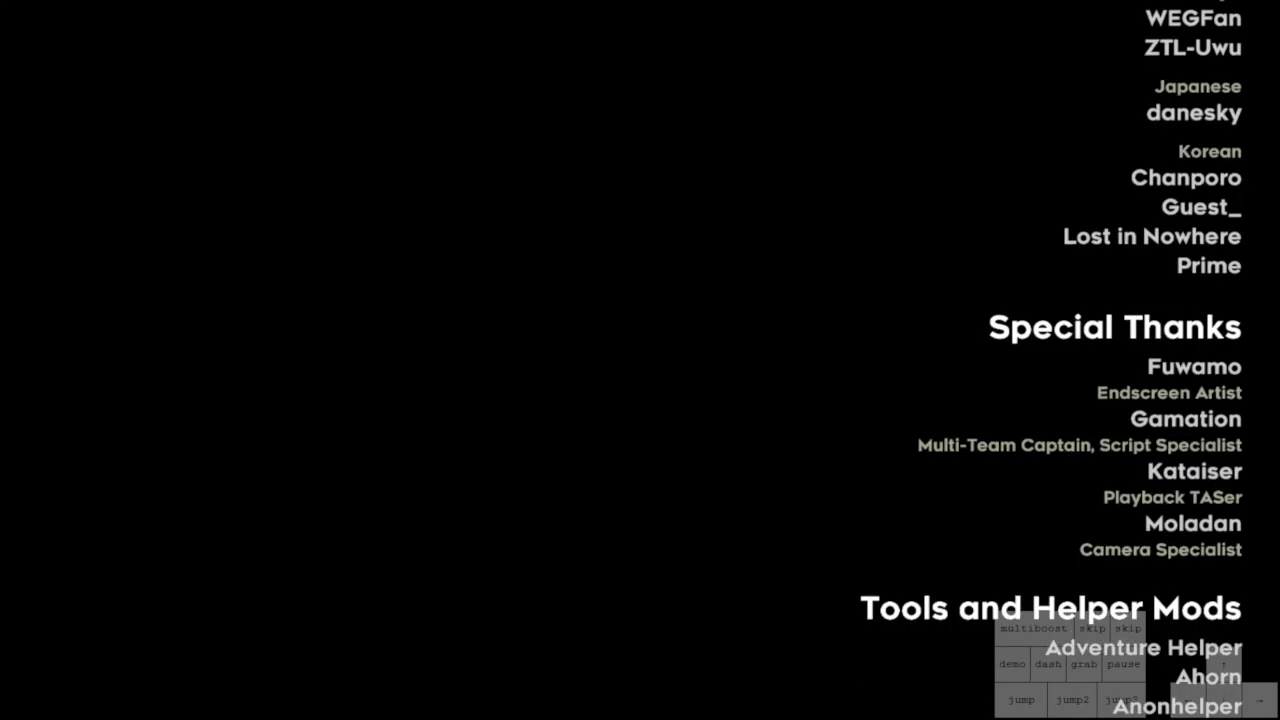 WEGFan
ZTL-Uwu
Japanese
danesky
Korean
Chanporo
Guest_
Lost in Nowhere
Prime
Special Thanks
Fuwamo
Endscreen Artist
Gamation
Multi-Team Captain, Script Specialist
Kataiser
Playback TASer
Moladan
Camera Specialist
Tools and Helper Mods
multiboost skip skip
Adventure Helper
demo dash grab pause
Ahorn
jump jump2 jump3
Anonhelper